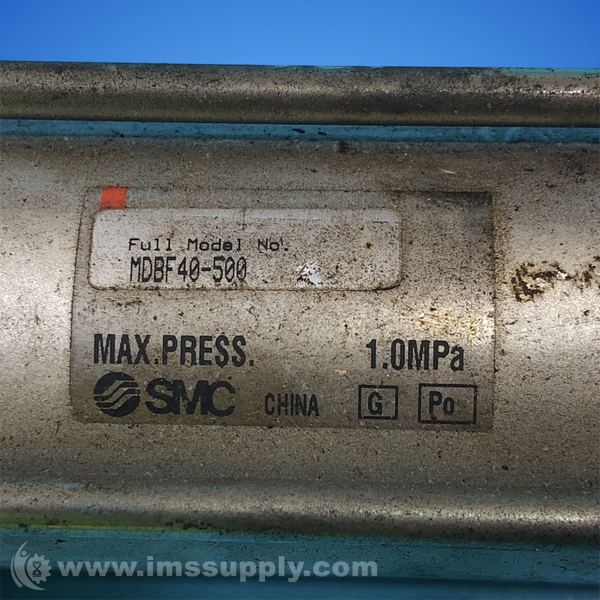 Full Model No.
MDBF40-500
MAX.PRESS. 1.0MPa
SMC CHINA G Po
www.imssupply.com